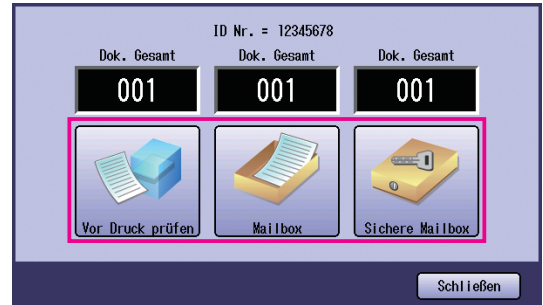 ID Nr. = 12345678
Dok. Gesamt Dok. Gesamt Dok. Gesamt
001 001 001
Vor Druck prüfen Mailbox Sichere Mailbox
Schließen